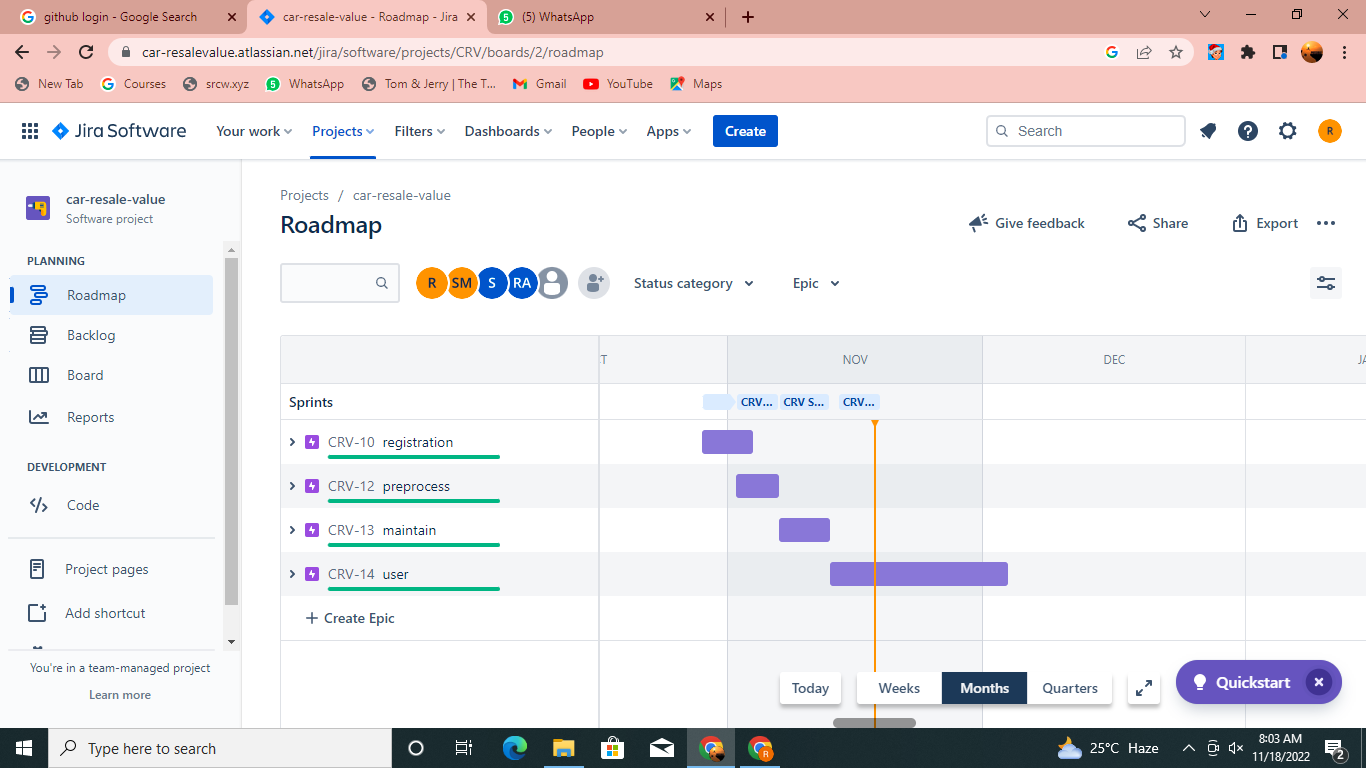 github login - Google Search
car-resale-value - Roadmap - Jira
(5) WhatsApp
car-resalevalue.atlassian.net/jira/software/projects/CRV/boards/2/roadmap
New Tab
Courses
srcw.xyz
WhatsApp
Tom & Jerry | The T...
Gmail
YouTube
Maps
Jira Software
Your work
Projects
Filters
Dashboards
People
Apps
Create
Search
R
car-resale-value
Software project
PLANNING
Roadmap
Backlog
Board
Reports
DEVELOPMENT
Code
Project pages
Add shortcut
You're in a team-managed project
Learn more
Projects / car-resale-value
Roadmap
Give feedback
Share
Export
R
SM
S
RA
Status category
Epic
T
NOV
DEC
JA
Sprints
CRV...
CRV S...
CRV...
CRV-10 registration
CRV-12 preprocess
CRV-13 maintain
CRV-14 user
+ Create Epic
Today
Weeks
Months
Quarters
Quickstart
Type here to search
R
25°C Haze
8:03 AM
11/18/2022
2